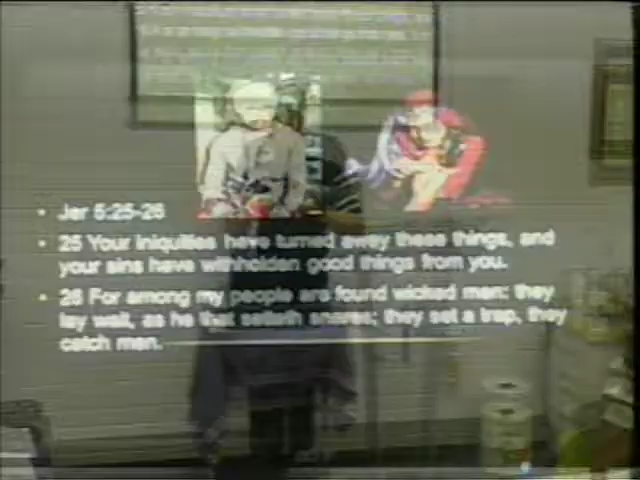 • Jer 5:25-26
• 25 Your iniquities have turned away these things, and
your sins have withholden good things from you.
• 26 For among my people are found wicked men: they
lay wait, as he that setteth snares; they set a trap, they
catch men.